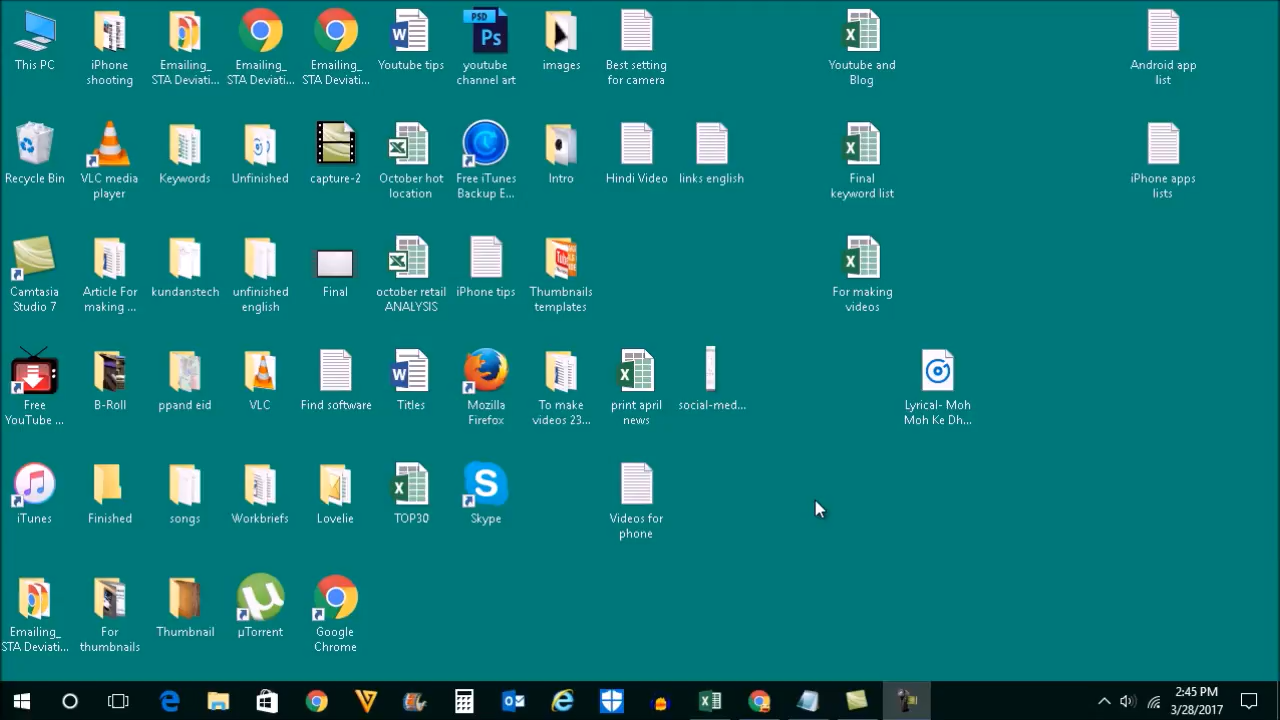 This PC
iPhone
shooting
Emailing_
STA Deviati...
Emailing_
STA Deviati...
Emailing_
STA Deviati...
Youtube tips
PSD
Ps
youtube
channel art
images
Best setting
for camera
Youtube and
Blog
Android app
list
Recycle Bin
VLC media
player
Keywords
Unfinished
capture-2
October hot
location
Free iTunes
Backup E...
Intro
Hindi Video
links english
Final
keyword list
iPhone apps
lists
Camtasia
Studio 7
Article For
making ...
kundanstech
unfinished
english
Final
october retail
ANALYSIS
iPhone tips
Thumbnails
templates
For making
videos
Free
YouTube ...
B-Roll
ppand eid
VLC
Find software
Titles
Mozilla
Firefox
To make
videos 23...
print april
news
social-med...
Lyrical- Moh
Moh Ke Dh...
iTunes
Finished
songs
Workbriefs
Lovelie
TOP30
Skype
Videos for
phone
Emailing_
STA Deviati...
For
thumbnails
Thumbnail
µTorrent
Google
Chrome
2:45 PM
3/28/2017